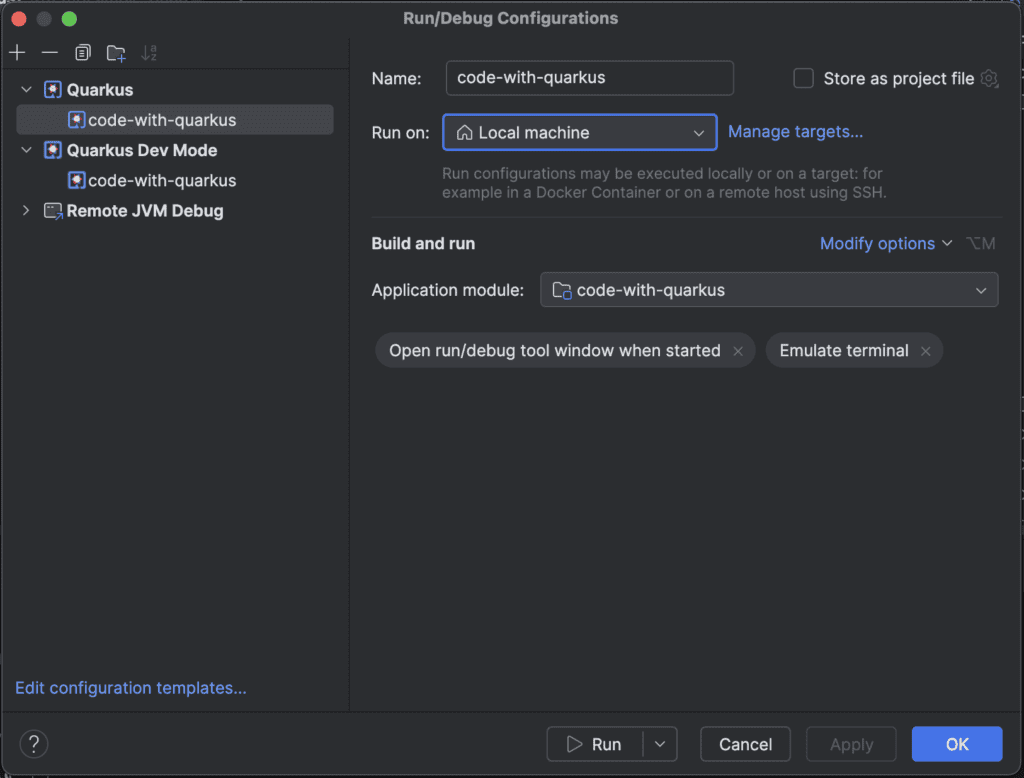 Run/Debug Configurations
Quarkus
code-with-quarkus
Quarkus Dev Mode
code-with-quarkus
Remote JVM Debug
Edit configuration templates...
Name: code-with-quarkus Store as project file
Run on: Local machine Manage targets...
Run configurations may be executed locally or on a target: for
example in a Docker Container or on a remote host using SSH.
Build and run Modify options ⌥M
Application module: code-with-quarkus
Open run/debug tool window when started × Emulate terminal ×
? Run Cancel Apply OK